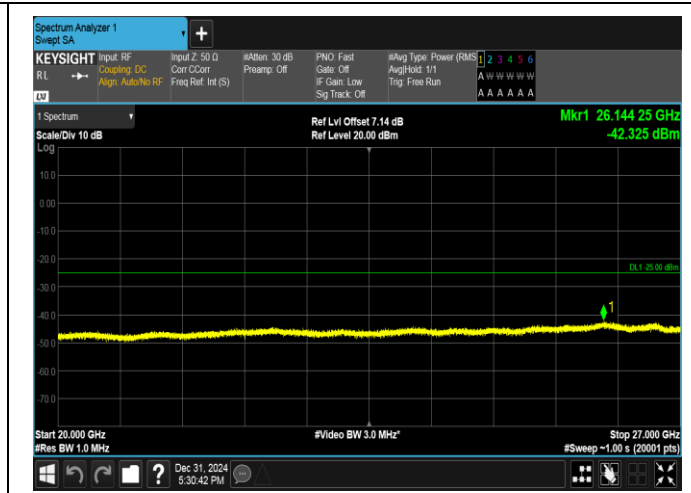 Spectrum Analyzer 1
Swept SA
+
KEYSIGHT Input: RF Input Z: 50 Ω #Atten: 30 dB PNO: Fast #Avg Type: Power (RMS 1 2 3 4 5 6
RL Coupling: DC Corr CCorr Preamp: Off Gate: Off Avg|Hold: 1/1 A W W W W W
Align: Auto/No RF Freq Ref: Int (S) IF Gain: Low Trig: Free Run
LXI Sig Track: Off A A A A A A
1 Spectrum Ref Lvl Offset 7.14 dB Mkr1 26.144 25 GHz
Scale/Div 10 dB Ref Level 20.00 dBm -42.325 dBm
Log
10.0
0.00
-10.0
-20.0
DL1 -25.00 dBm
-30.0
1
-40.0
-50.0
-60.0
-70.0
Start 20.000 GHz #Video BW 3.0 MHz* Stop 27.000 GHz
#Res BW 1.0 MHz #Sweep ~1.00 s (20001 pts)
? Dec 31, 2024
5:30:42 PM